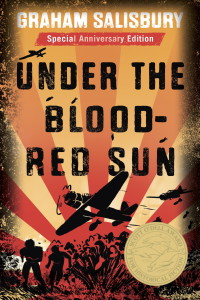 GRAHAM SALISBURY
Special Anniversary Edition
UNDER THE
BLOOD-
RED SUN